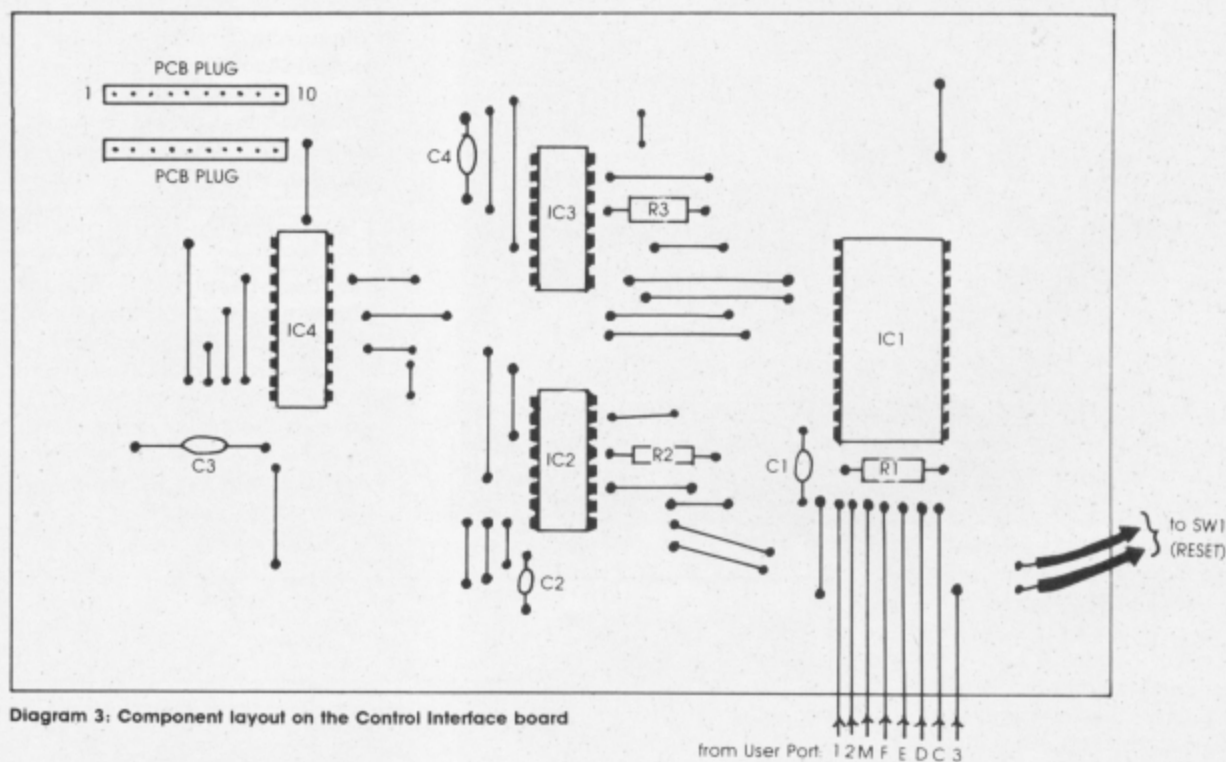 PCB PLUG
1 10
PCB PLUG
C4
IC3
R3
IC4
IC1
C3
IC2
R2
C1
R1
C2
to SW1
(RESET)
Diagram 3: Component layout on the Control Interface board
from User Port: 1 2 M F E D C 3